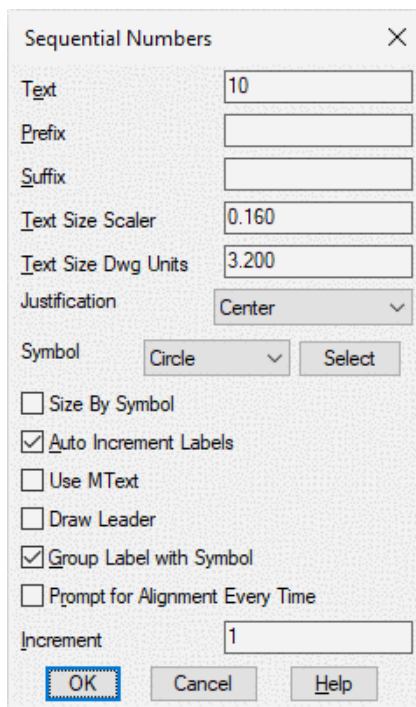 Sequential Numbers
Text 10
Prefix
Suffix
Text Size Scaler 0.160
Text Size Dwg Units 3.200
Justification Center
Symbol Circle Select
Size By Symbol
Auto Increment Labels
Use MText
Draw Leader
Group Label with Symbol
Prompt for Alignment Every Time
Increment 1
OK Cancel Help